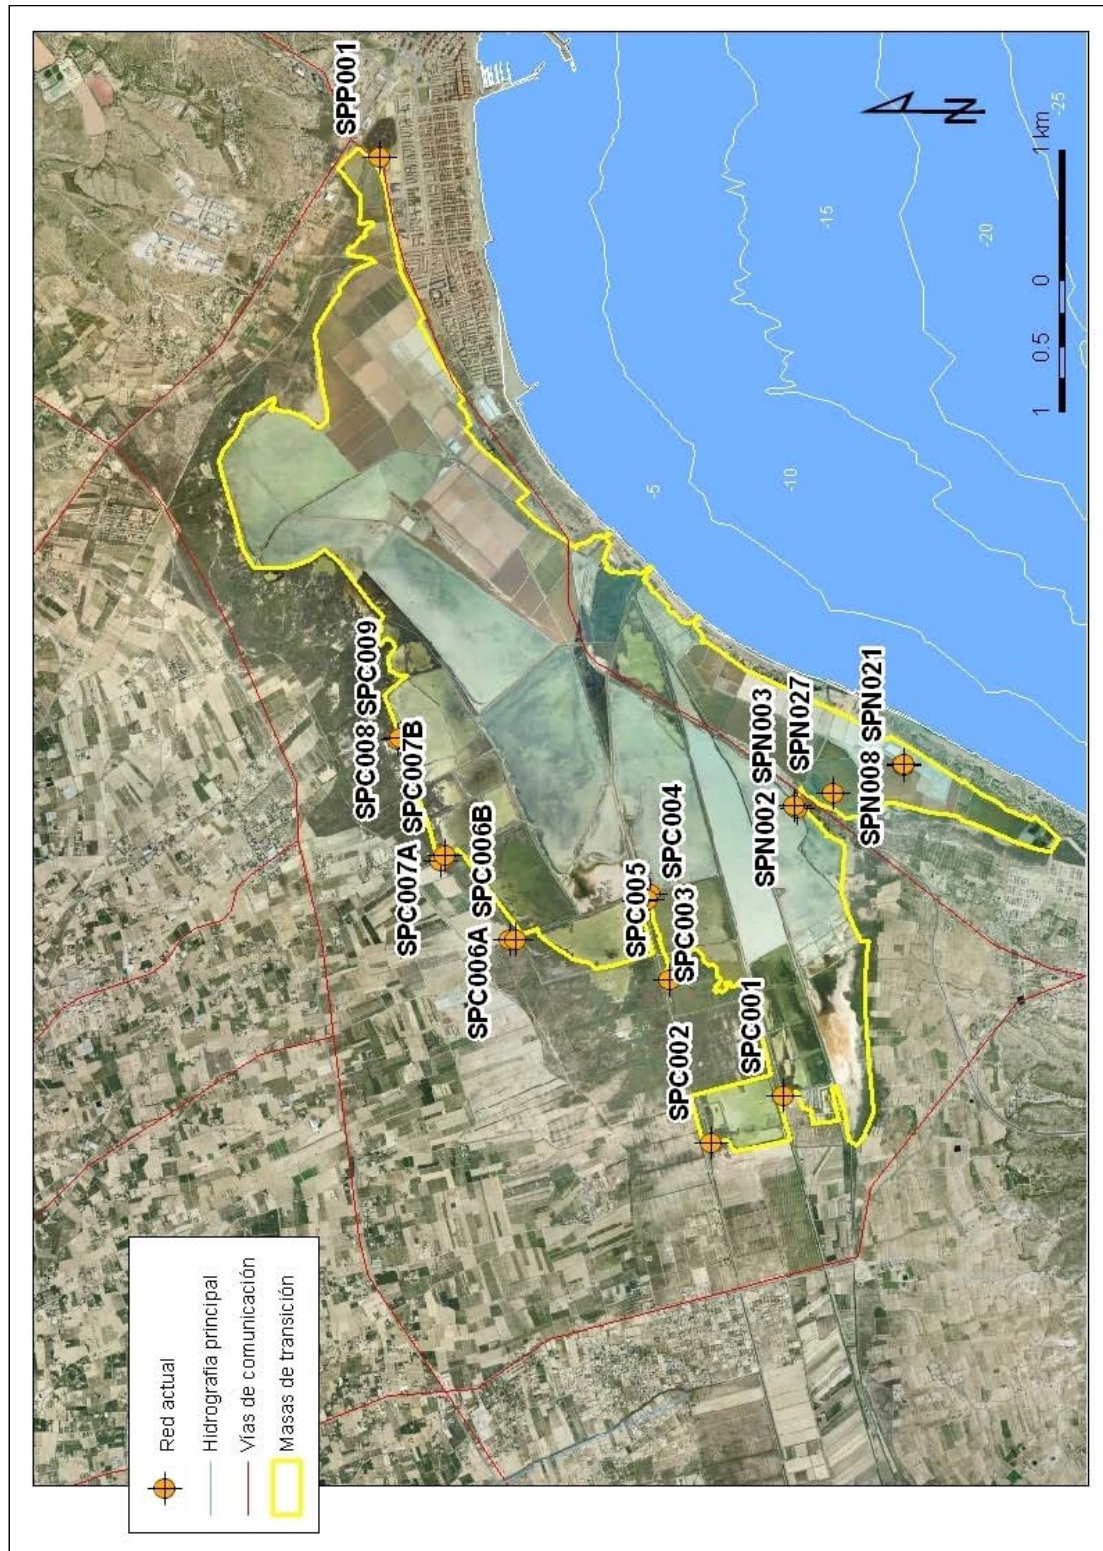 Red actual
Hidrografía principal
Vías de comunicación
Masas de transición
SPP001
SPC008 SPC009
SPC007A SPC007B
SPC006A SPC006B
SPC005
SPC004
SPC003
SPC002
SPC001
SPN002 SPN003
SPN027
SPN008 SPN021
-5
-10
-15
-20
-25
N
1 0.5 0 1 km